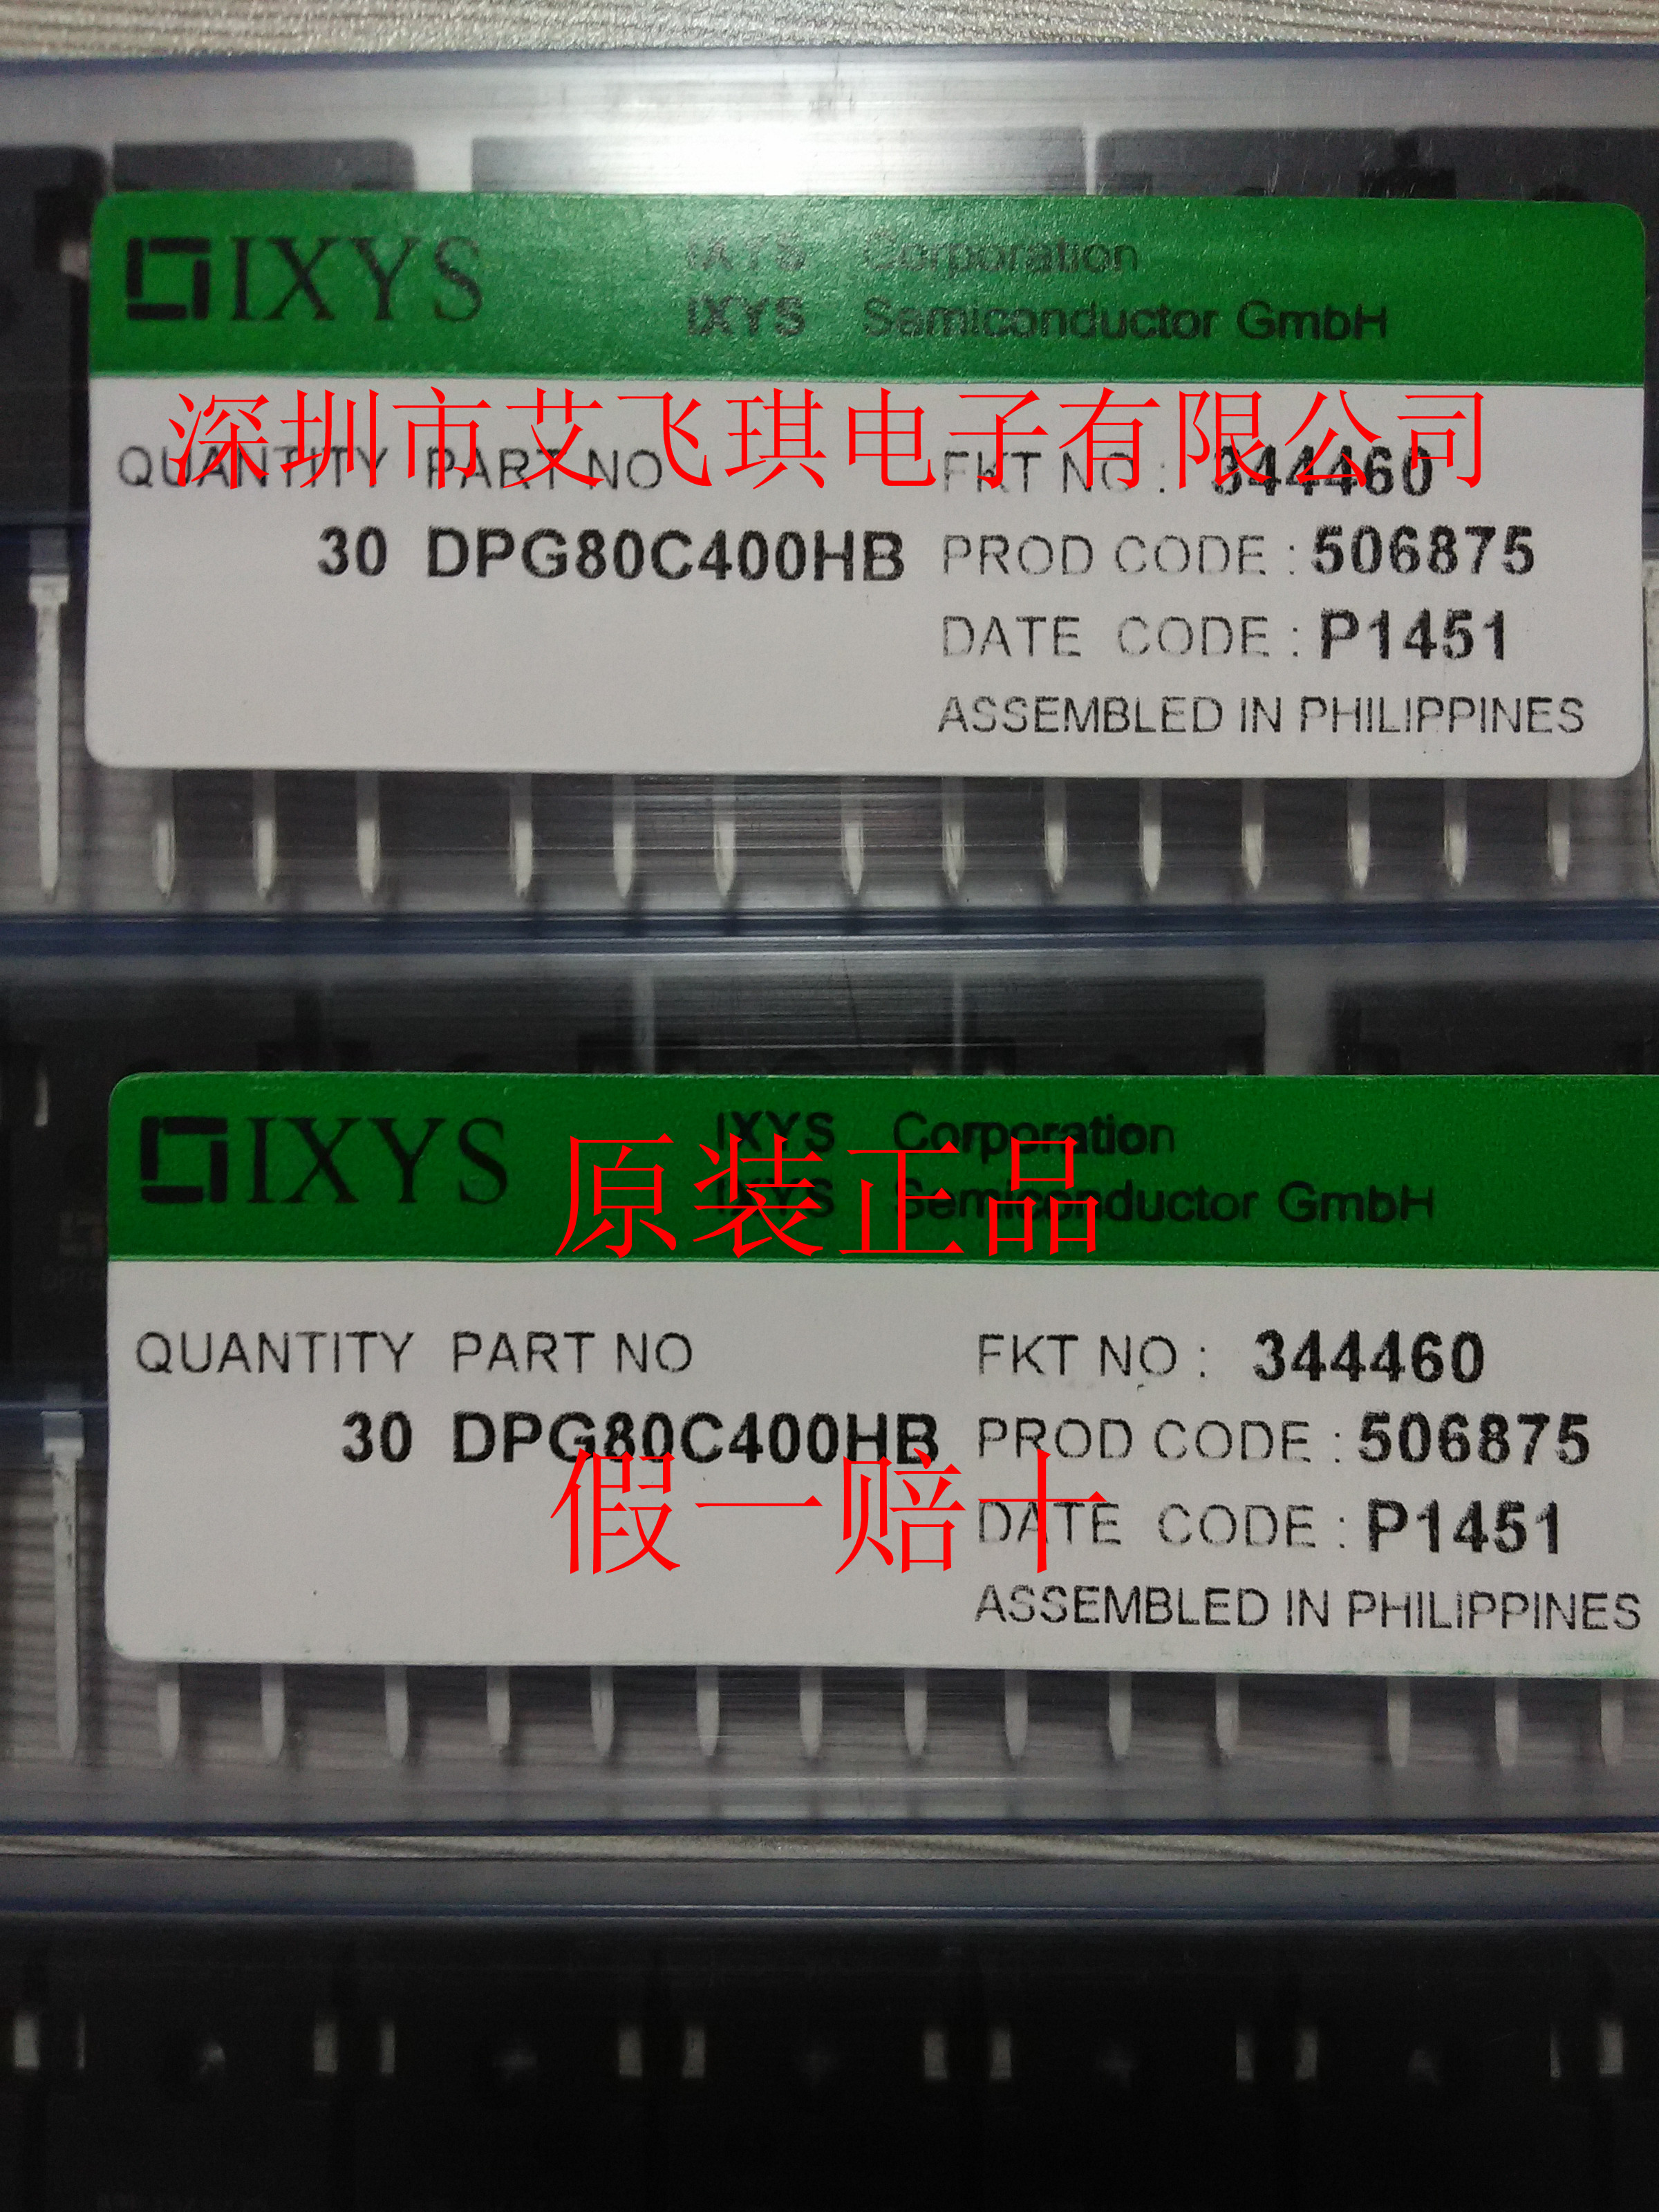 IXYS IXYS Corporation
IXYS Semiconductor GmbH
深圳市艾飞琪电子有限公司
QUANTITY PART NO FKT NO : 344460
30 DPG80C400HB PROD CODE : 506875
DATE CODE : P1451
ASSEMBLED IN PHILIPPINES
IXYS IXYS Corporation
IXYS Semiconductor GmbH
原装正品
QUANTITY PART NO FKT NO : 344460
30 DPG80C400HB PROD CODE : 506875
假一赔十
DATE CODE : P1451
ASSEMBLED IN PHILIPPINES